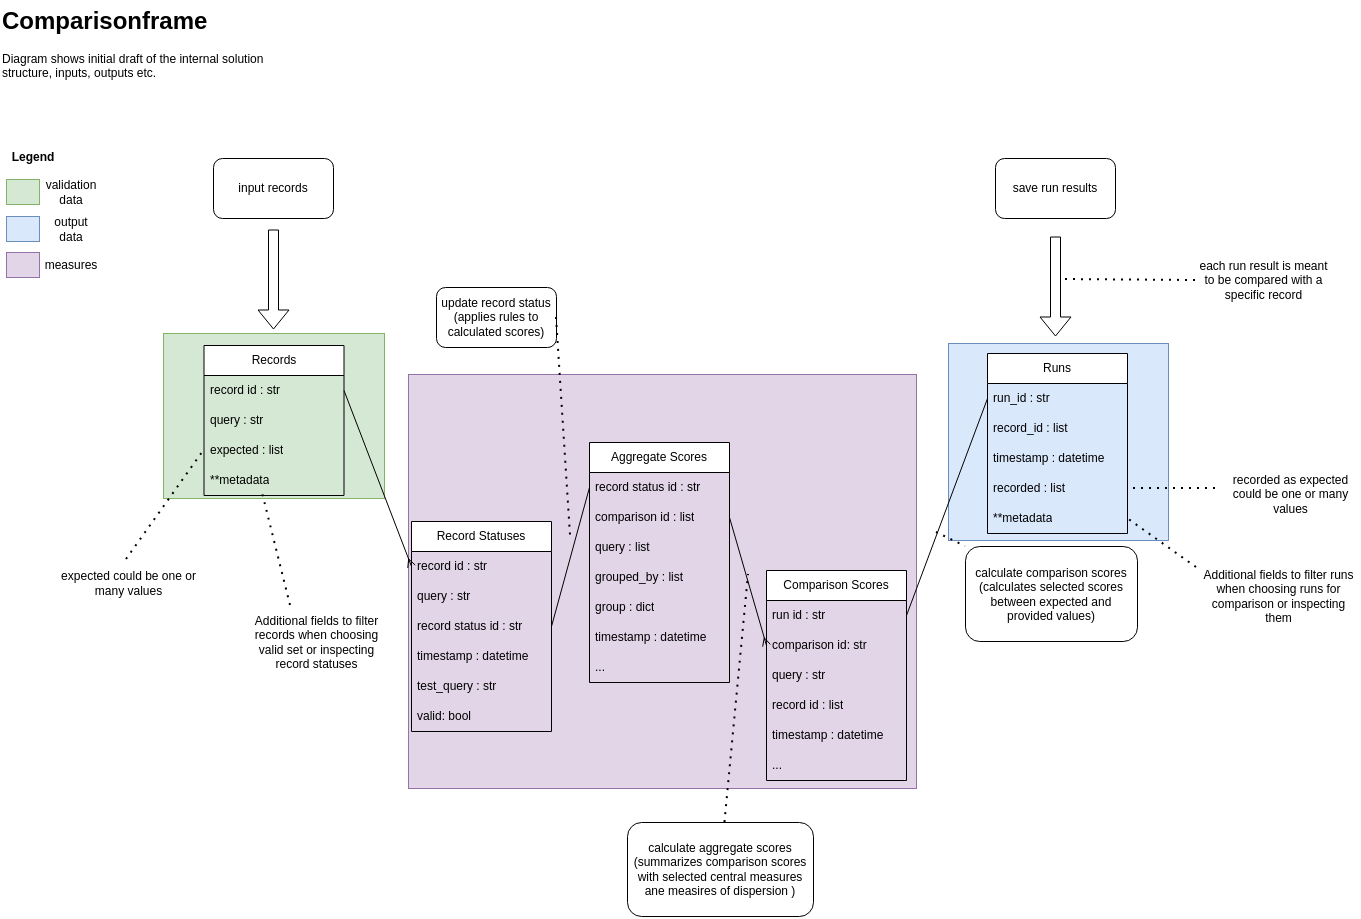 Comparisonframe
Diagram shows initial draft of the internal solution
structure, inputs, outputs etc.
Legend
validation
data
output
data
measures
input records
save run results
each run result is meant
to be compared with a
specific record
update record status
(applies rules to
calculated scores)
Records
record id : str
query : str
expected : list
**metadata
expected could be one or
many values
Additional fields to filter
records when choosing
valid set or inspecting
record statuses
Record Statuses
record id : str
query : str
record status id : str
timestamp : datetime
test_query : str
valid: bool
Aggregate Scores
record status id : str
comparison id : list
query : list
grouped_by : list
group : dict
timestamp : datetime
...
Comparison Scores
run id : str
comparison id: str
query : str
record id : list
timestamp : datetime
...
Runs
run_id : str
record_id : list
timestamp : datetime
recorded : list
**metadata
recorded as expected
could be one or many
values
calculate comparison scores
(calculates selected scores
between expected and
provided values)
Additional fields to filter runs
when choosing runs for
comparison or inspecting
them
calculate aggregate scores
(summarizes comparison scores
with selected central measures
ane measires of dispersion )